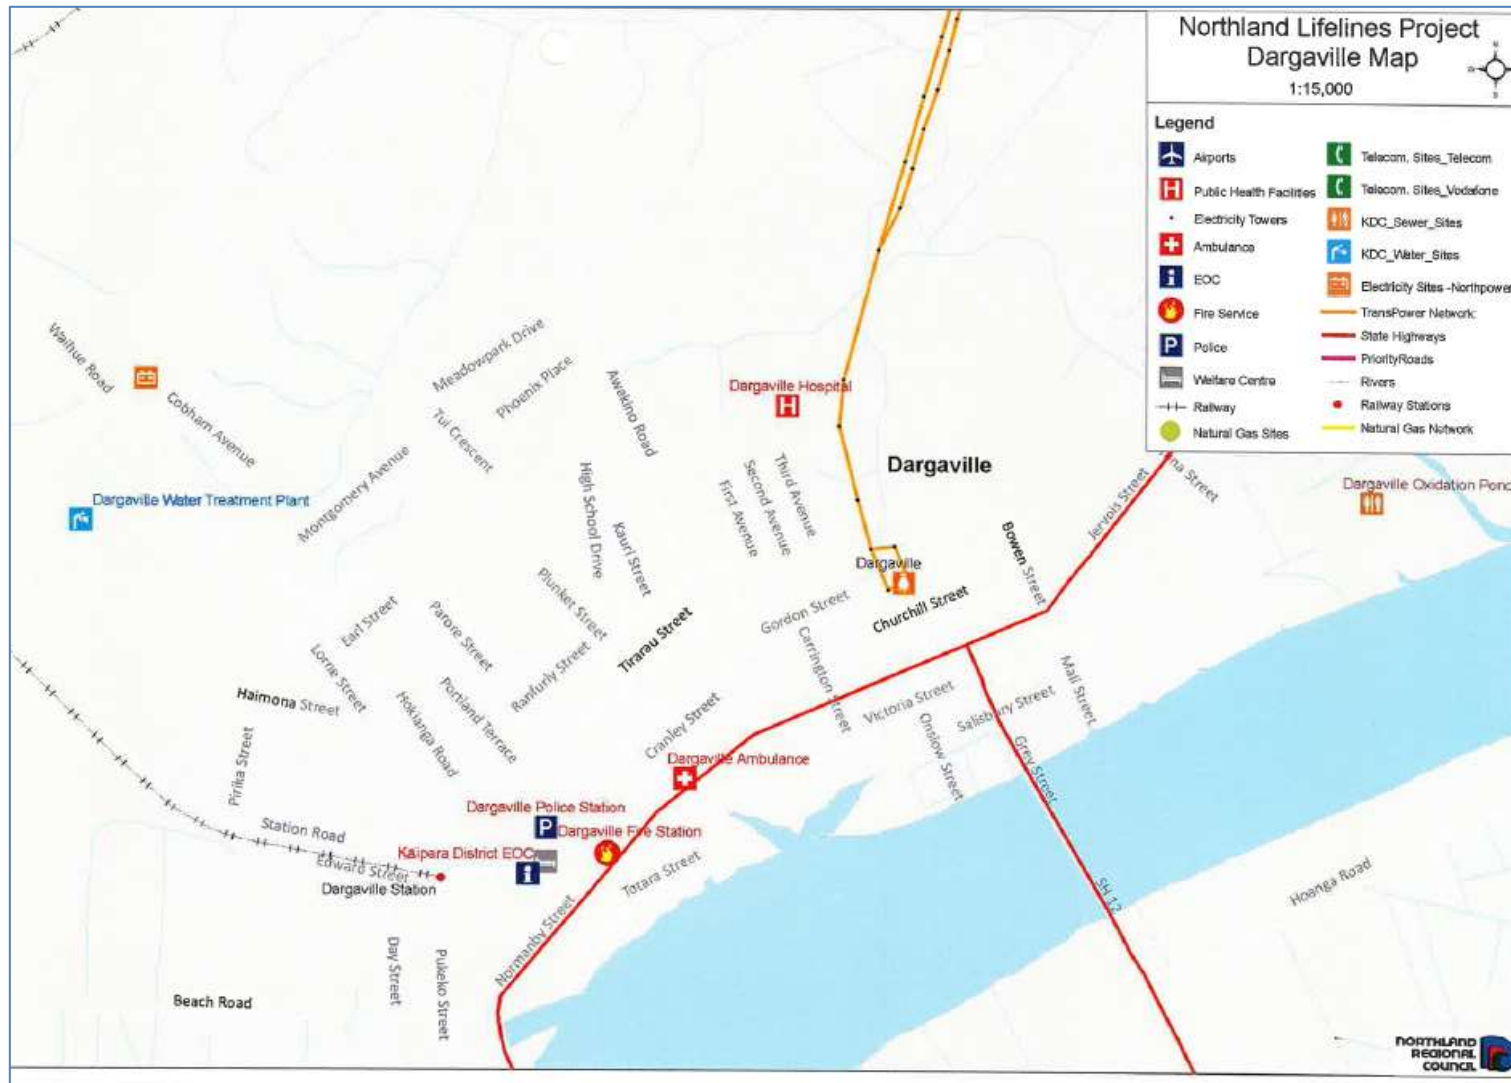 Northland Lifelines Project
Dargaville Map
1:15,000
N
S
Legend
Airports
Public Health Facilities
Electricity Towers
Ambulance
EOC
Fire Service
Police
Welfare Centre
Railway
Natural Gas Sites
Telecom. Sites_Telecom
Telecom. Sites_Vodafone
KDC_Sewer_Sites
KDC_Water_Sites
Electricity Sites -Northpower
TransPower Network
State Highways
PriorityRoads
Rivers
Railway Stations
Natural Gas Network
Waihue Road
Cobham Avenue
Meadowpark Drive
Phoenix Place
Tui Crescent
Awakino Road
Montgomery Avenue
Dargaville Hospital
H
Dargaville
Third Avenue
Second Avenue
First Avenue
High School Drive
Kauri Street
Dargaville Water Treatment Plant
Jervois Street
Street
Dargaville Oxidation Pond
Bowen Street
Dargaville
Churchill Street
Gordon Street
Carrington Street
Plunket Street
Ranfurly Street
Tirarau Street
Earl Street
Parore Street
Lorne Street
Haimona Street
Hokianga Road
Portland Terrace
Pirika Street
Cranley Street
Victoria Street
Onslow Street
Salisbury Street
Mali Street
Grey Street
Dargaville Ambulance
Dargaville Police Station
P
Dargaville Fire Station
Kaipara District EOC
i
Station Road
Edward Street
Dargaville Station
Totara Street
Normanby Street
SH 12
Hoanga Road
Day Street
Pukeko Street
Beach Road
NORTHLAND
REGIONAL
COUNCIL